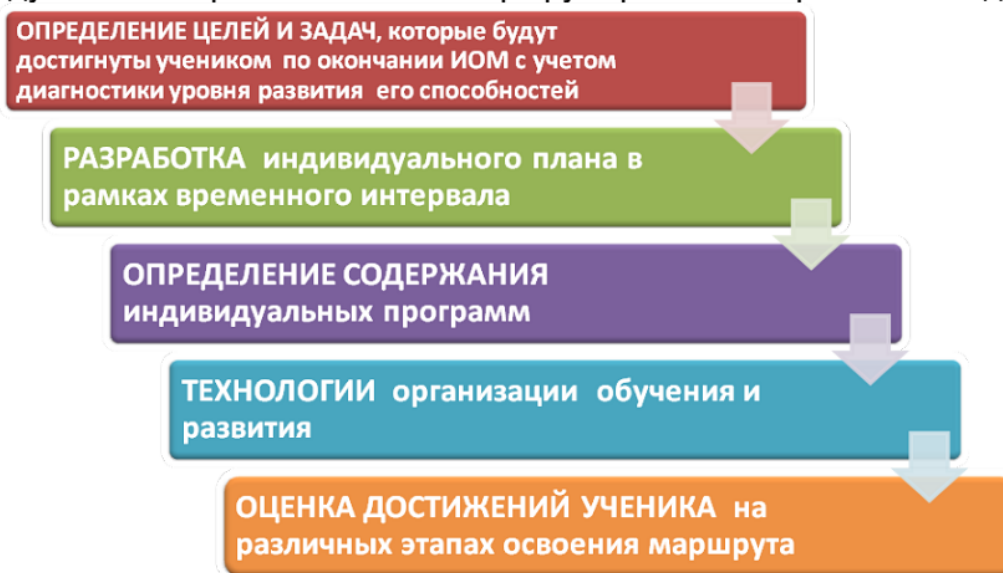 ОПРЕДЕЛЕНИЕ ЦЕЛЕЙ И ЗАДАЧ, которые будут
достигнуты учеником по окончании ИОМ с учетом
диагностики уровня развития его способностей
РАЗРАБОТКА индивидуального плана в
рамках временного интервала
ОПРЕДЕЛЕНИЕ СОДЕРЖАНИЯ
индивидуальных программ
ТЕХНОЛОГИИ организации обучения и
развития
ОЦЕНКА ДОСТИЖЕНИЙ УЧЕНИКА на
различных этапах освоения маршрута